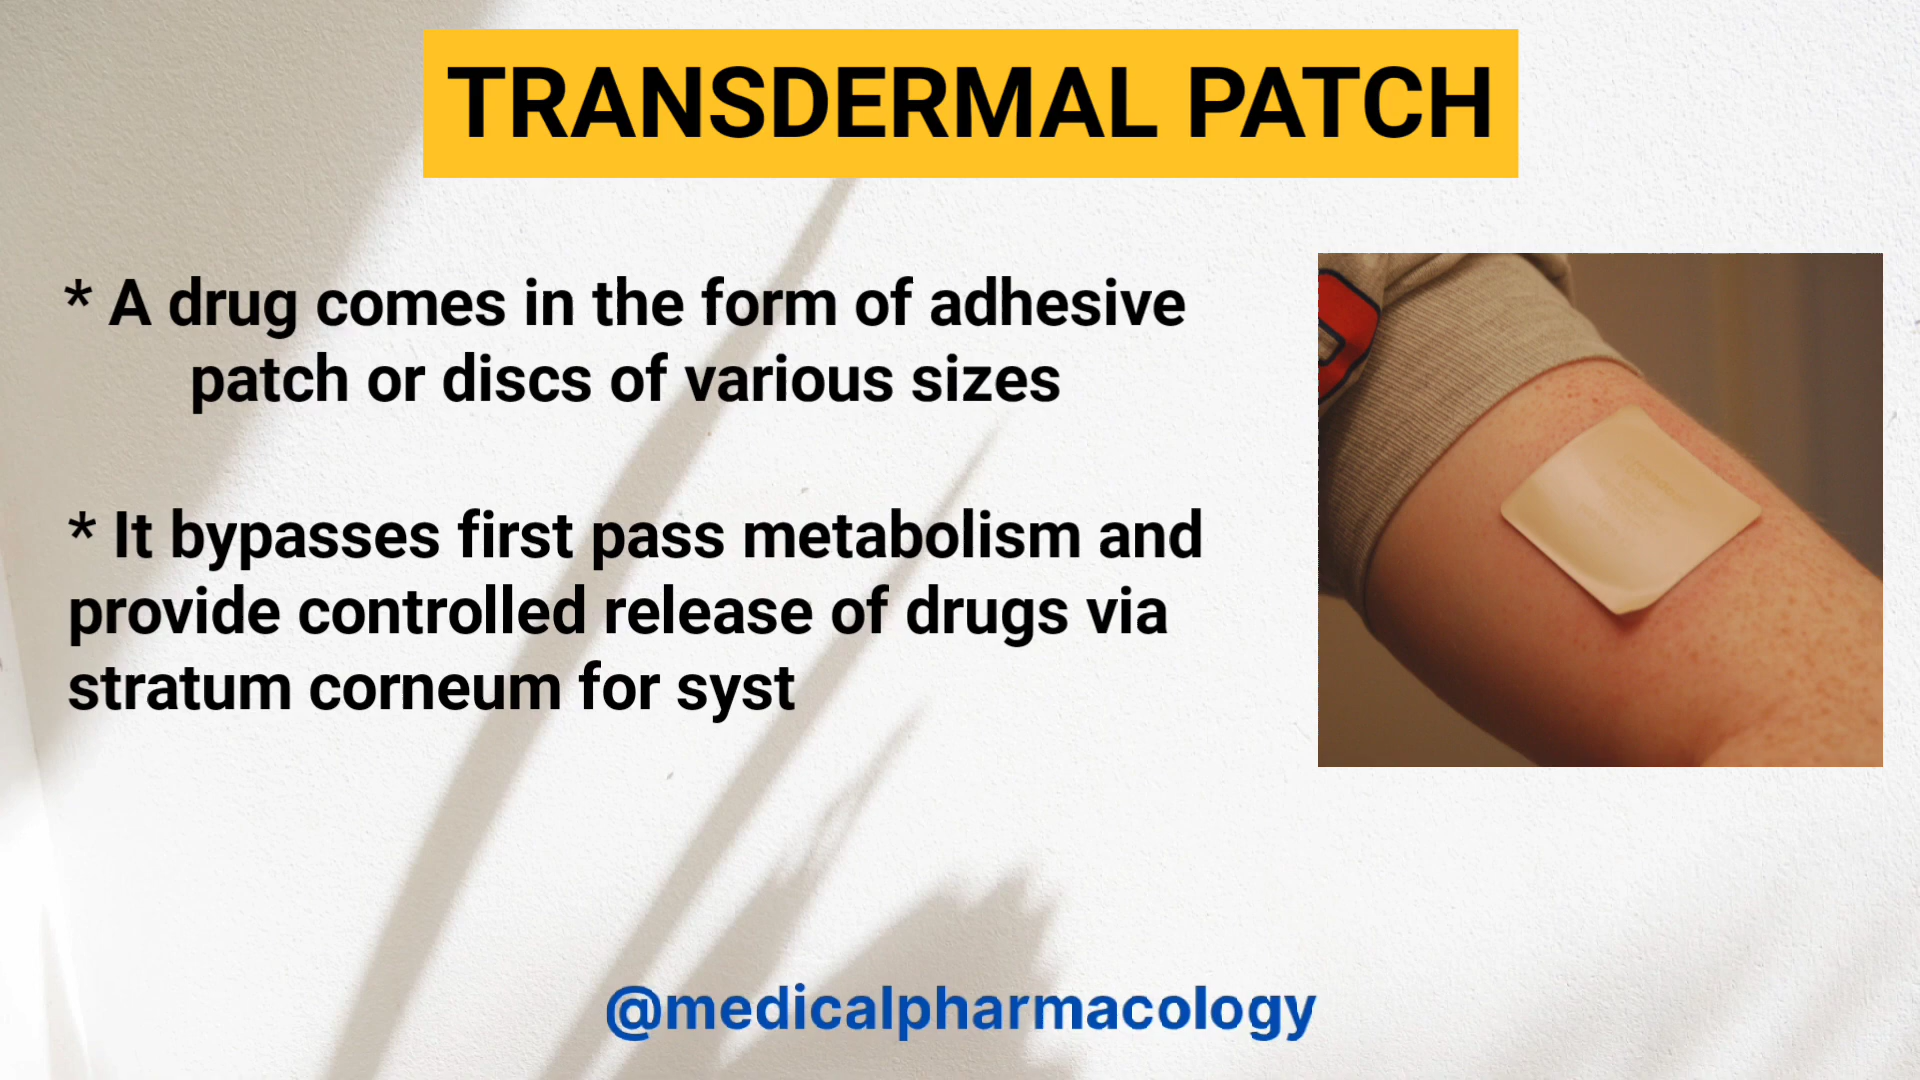 TRANSDERMAL PATCH
* A drug comes in the form of adhesive
patch or discs of various sizes
* It bypasses first pass metabolism and
provide controlled release of drugs via
stratum corneum for syst
@medicalpharmacology